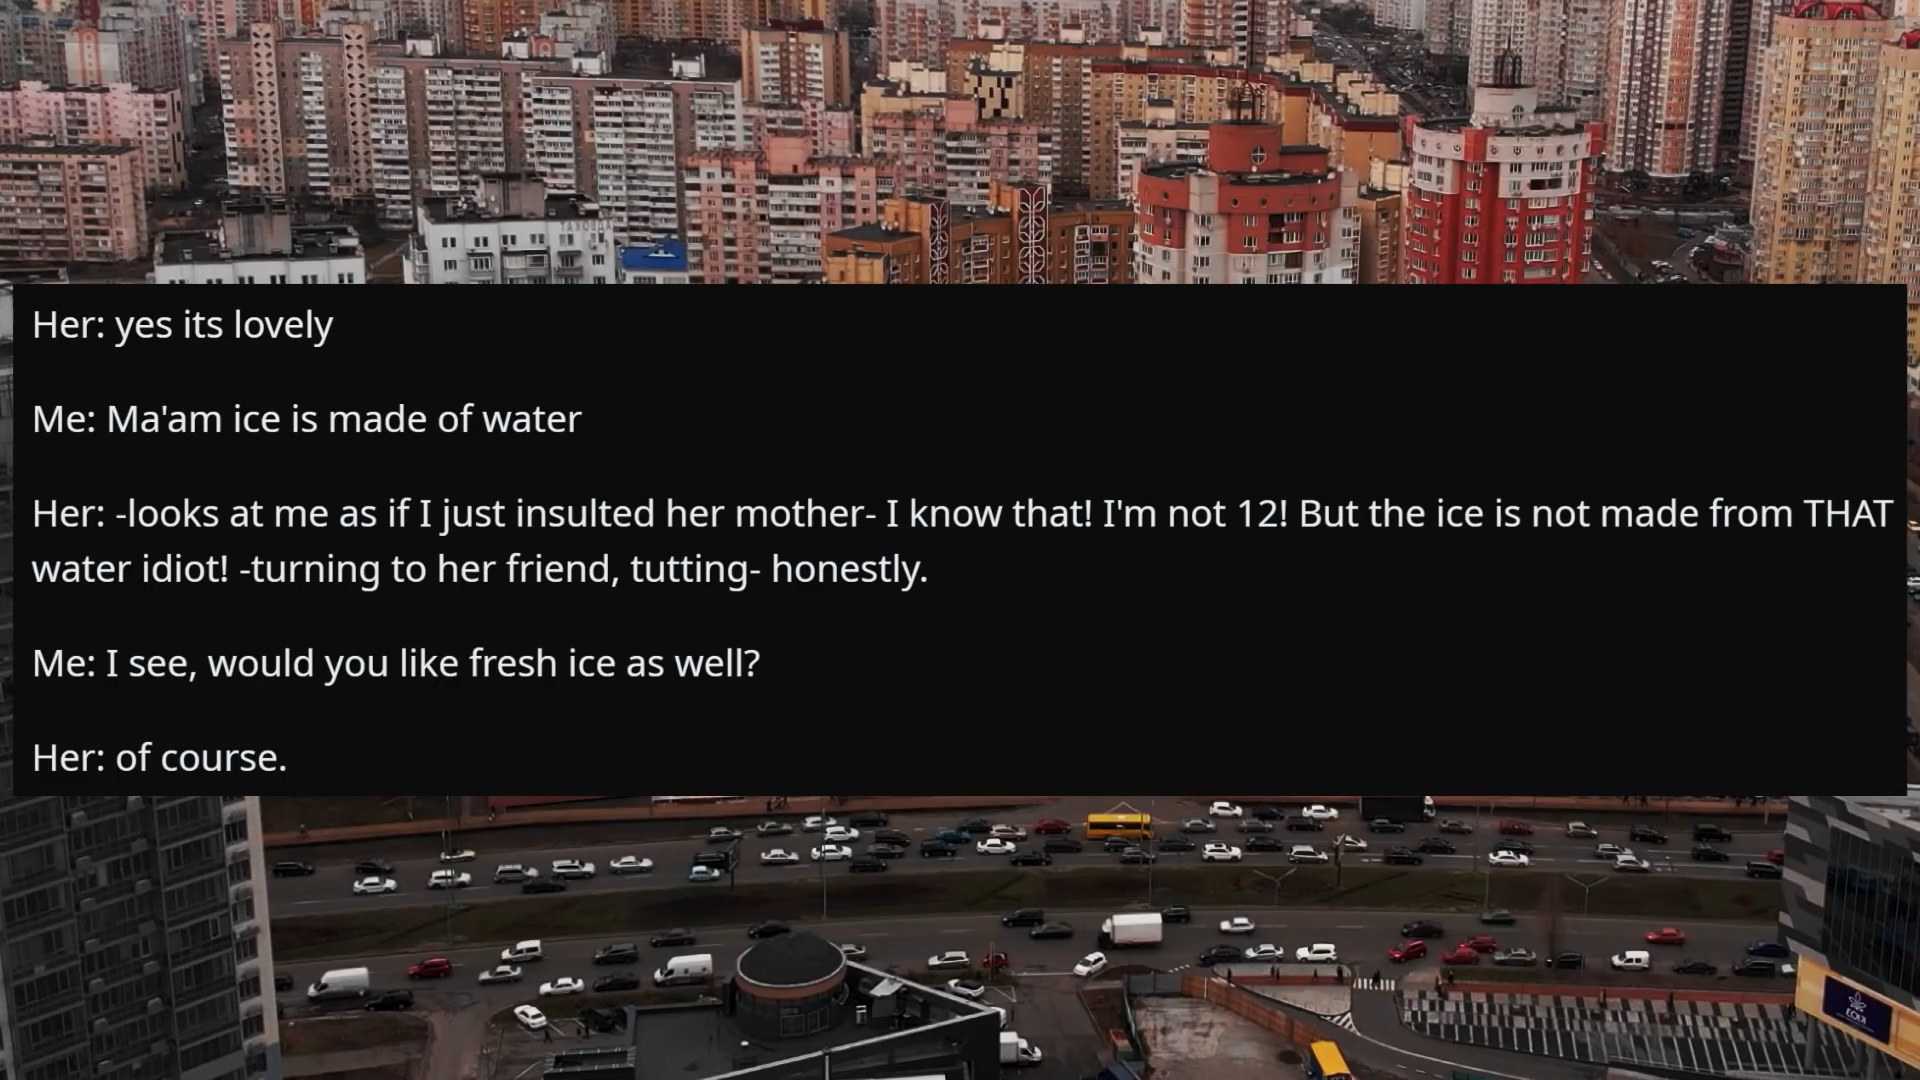 Her: yes its lovely
Me: Ma'am ice is made of water
Her: -looks at me as if I just insulted her mother- I know that! I'm not 12! But the ice is not made from THAT
water idiot! -turning to her friend, tutting- honestly.
Me: I see, would you like fresh ice as well?
Her: of course.